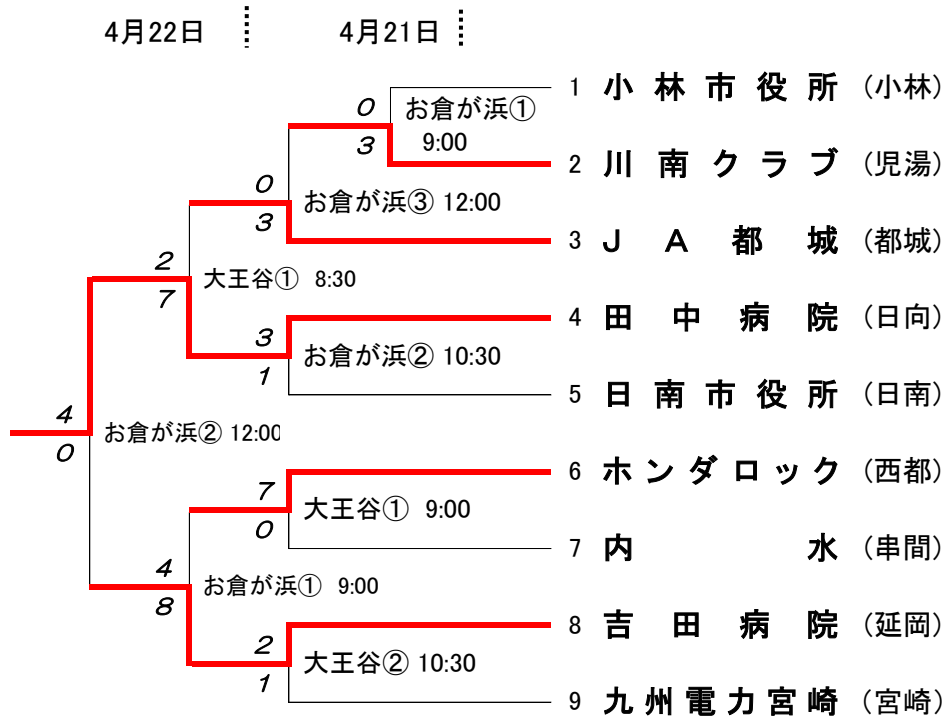 4月22日 4月21日
1 小林市役所 (小林)
0 お倉が浜①
3 9:00
2 川南クラブ (児湯)
0 お倉が浜③ 12:00
3
3 JA都城 (都城)
2 大王谷① 8:30
7
4 田中病院 (日向)
3 お倉が浜② 10:30
1
5 日南市役所 (日南)
4 お倉が浜② 12:00
0
6 ホンダロック (西都)
7 大王谷① 9:00
0
7 内水 (串間)
4 お倉が浜① 9:00
8
8 吉田病院 (延岡)
2 大王谷② 10:30
1
9 九州電力宮崎 (宮崎)